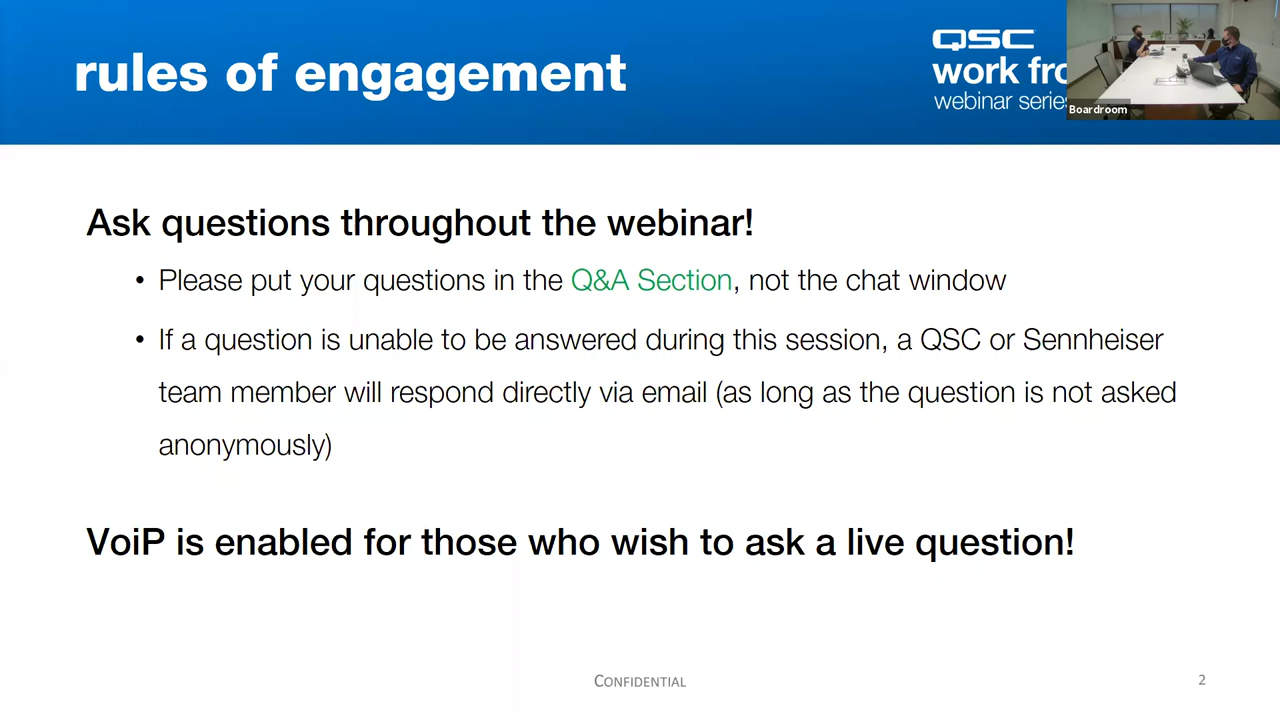 rules of engagement
QSC
work fro
webinar series
Boardroom
Ask questions throughout the webinar!
• Please put your questions in the Q&A Section, not the chat window
• If a question is unable to be answered during this session, a QSC or Sennheiser
team member will respond directly via email (as long as the question is not asked
anonymously)
VoiP is enabled for those who wish to ask a live question!
CONFIDENTIAL
2